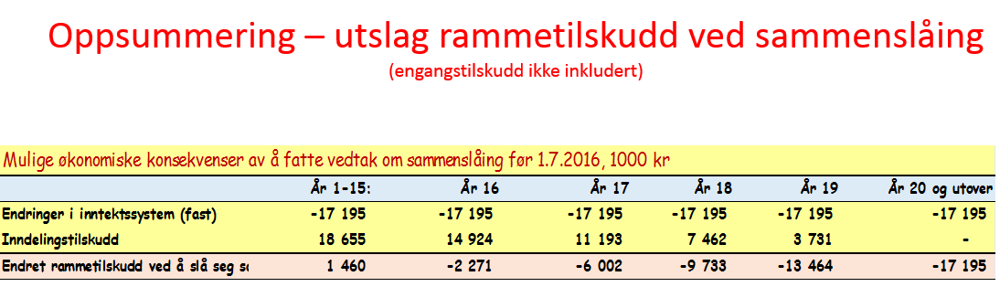 Oppsummering – utslag rammetilskudd ved sammenslåing
(engangstilskudd ikke inkludert)
Mulige økonomiske konsekvenser av å fatte vedtak om sammenslåing før 1.7.2016, 1000 kr
År 1-15: År 16 År 17 År 18 År 19 År 20 og utover
Endringer i inntektssystem (fast) -17 195 -17 195 -17 195 -17 195 -17 195 -17 195
Inndelingstilskudd 18 655 14 924 11 193 7 462 3 731 -
Endret rammetilskudd ved å slå seg 1 460 -2 271 -6 002 -9 733 -13 464 -17 195